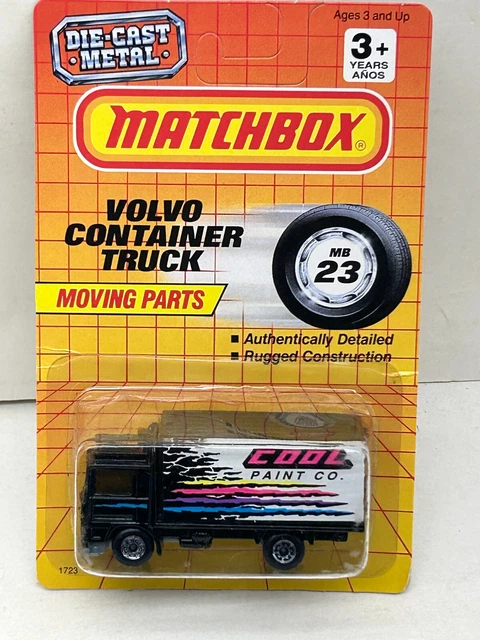 Ages 3 and Up
DIE-CAST
METAL
3+
YEARS
AÑOS
MATCHBOX®
VOLVO
CONTAINER
TRUCK
MB
23
MOVING PARTS
■ Authentically Detailed
■ Rugged Construction
COOL
PAINT CO.
1723